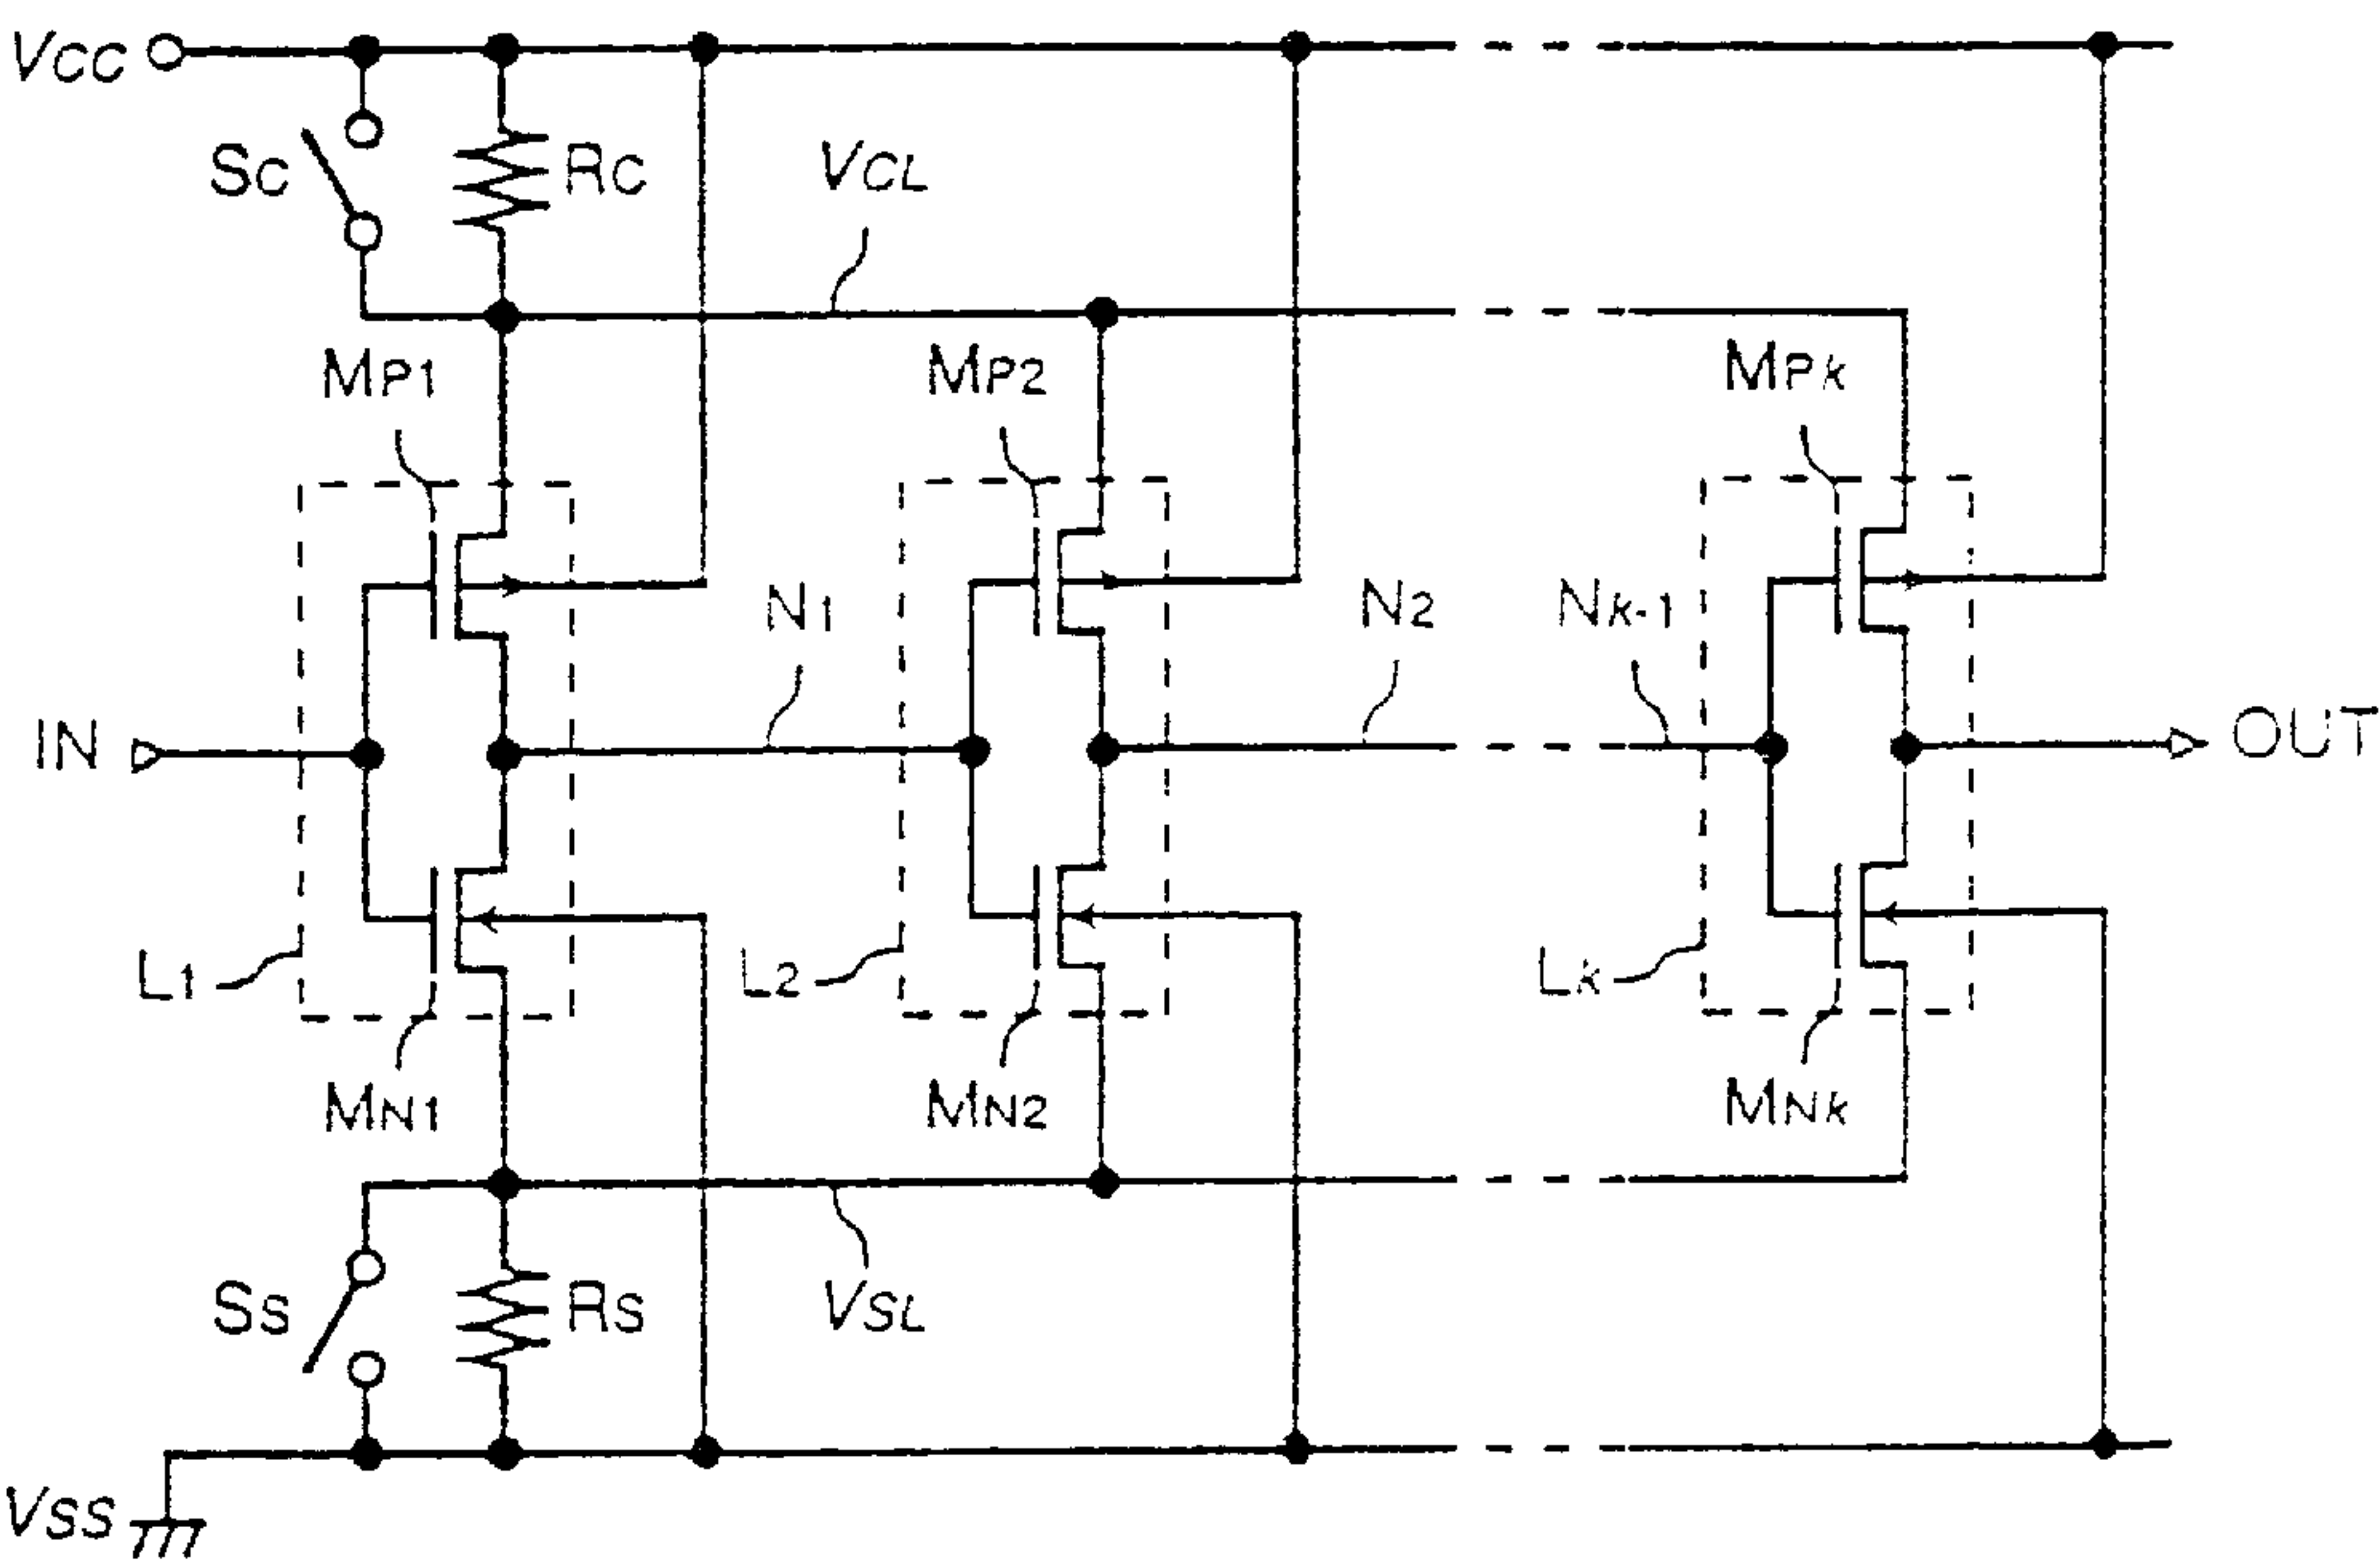 VCC
SC
RC
VCL
MP1
MP2
MPk
N1
N2
Nk-1
IN
OUT
L1
L2
Lk
MN1
MN2
MNk
SS
RS
VSL
VSS